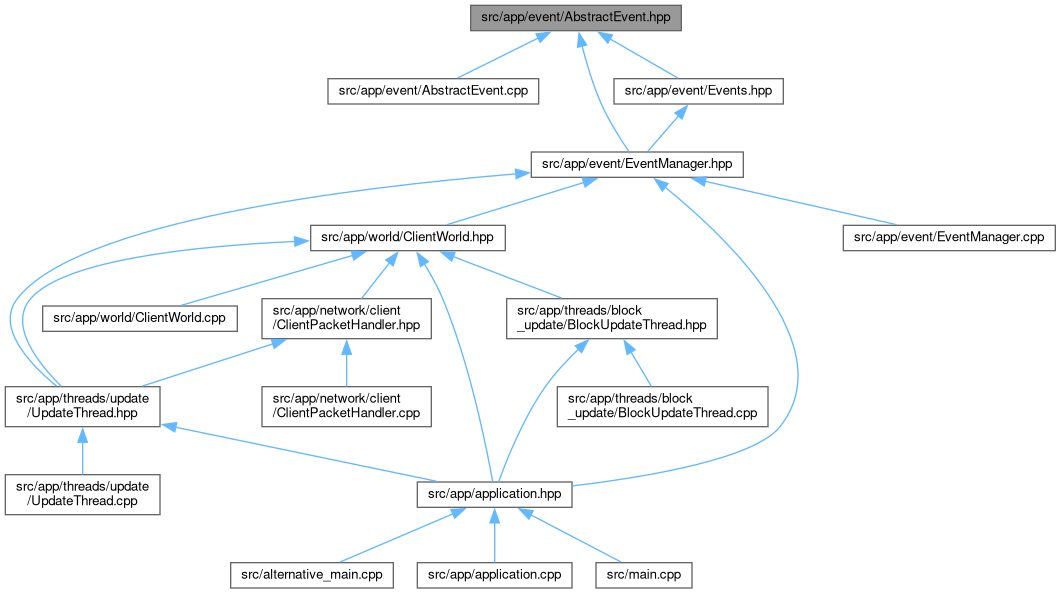 src/app/event/AbstractEvent.hpp
src/app/event/AbstractEvent.cpp
src/app/event/Events.hpp
src/app/event/EventManager.hpp
src/app/world/ClientWorld.hpp
src/app/event/EventManager.cpp
src/app/world/ClientWorld.cpp
src/app/network/client
/ClientPacketHandler.hpp
src/app/threads/block
_update/BlockUpdateThread.hpp
src/app/threads/update
/UpdateThread.hpp
src/app/network/client
/ClientPacketHandler.cpp
src/app/threads/block
_update/BlockUpdateThread.cpp
src/app/threads/update
/UpdateThread.cpp
src/app/application.hpp
src/alternative_main.cpp
src/app/application.cpp
src/main.cpp